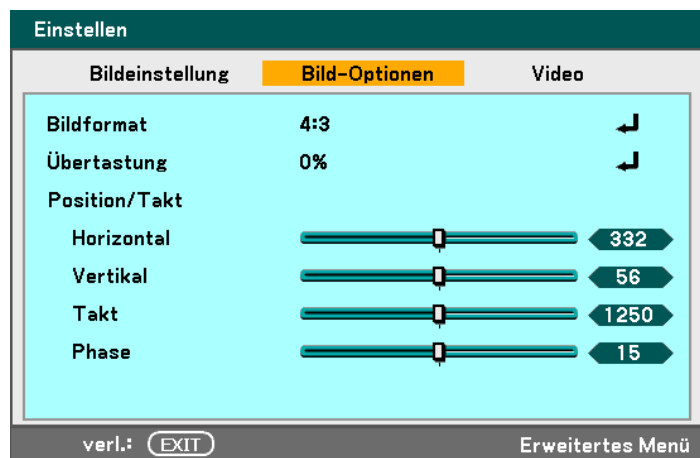 Einstellen
Bildeinstellung Bild-Optionen Video
Bildformat 4:3
Übertastung 0%
Position/Takt
Horizontal 332
Vertikal 56
Takt 1250
Phase 15
verl.: EXIT Erweitertes Menü